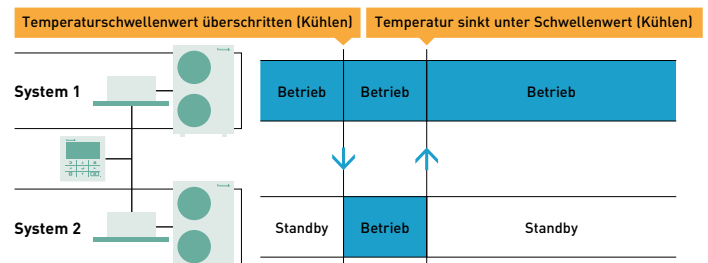 Temperaturschwellenwert überschritten (Kühlen)
Temperatur sinkt unter Schwellenwert (Kühlen)
System 1
Betrieb
Betrieb
Betrieb
System 2
Standby
Betrieb
Standby